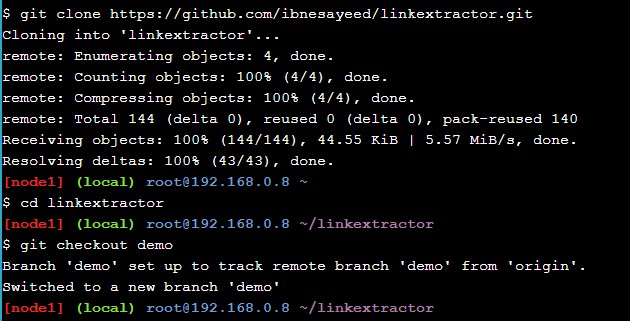 $ git clone https://github.com/ibnesayeed/linkextractor.git
Cloning into 'linkextractor'...
remote: Enumerating objects: 4, done.
remote: Counting objects: 100% (4/4), done.
remote: Compressing objects: 100% (4/4), done.
remote: Total 144 (delta 0), reused 0 (delta 0), pack-reused 140
Receiving objects: 100% (144/144), 44.55 KiB | 5.57 MiB/s, done.
Resolving deltas: 100% (43/43), done.
[node1] (local) root@192.168.0.8 ~
$ cd linkextractor
[node1] (local) root@192.168.0.8 ~/linkextractor
$ git checkout demo
Branch 'demo' set up to track remote branch 'demo' from 'origin'.
Switched to a new branch 'demo'
[node1] (local) root@192.168.0.8 ~/linkextractor